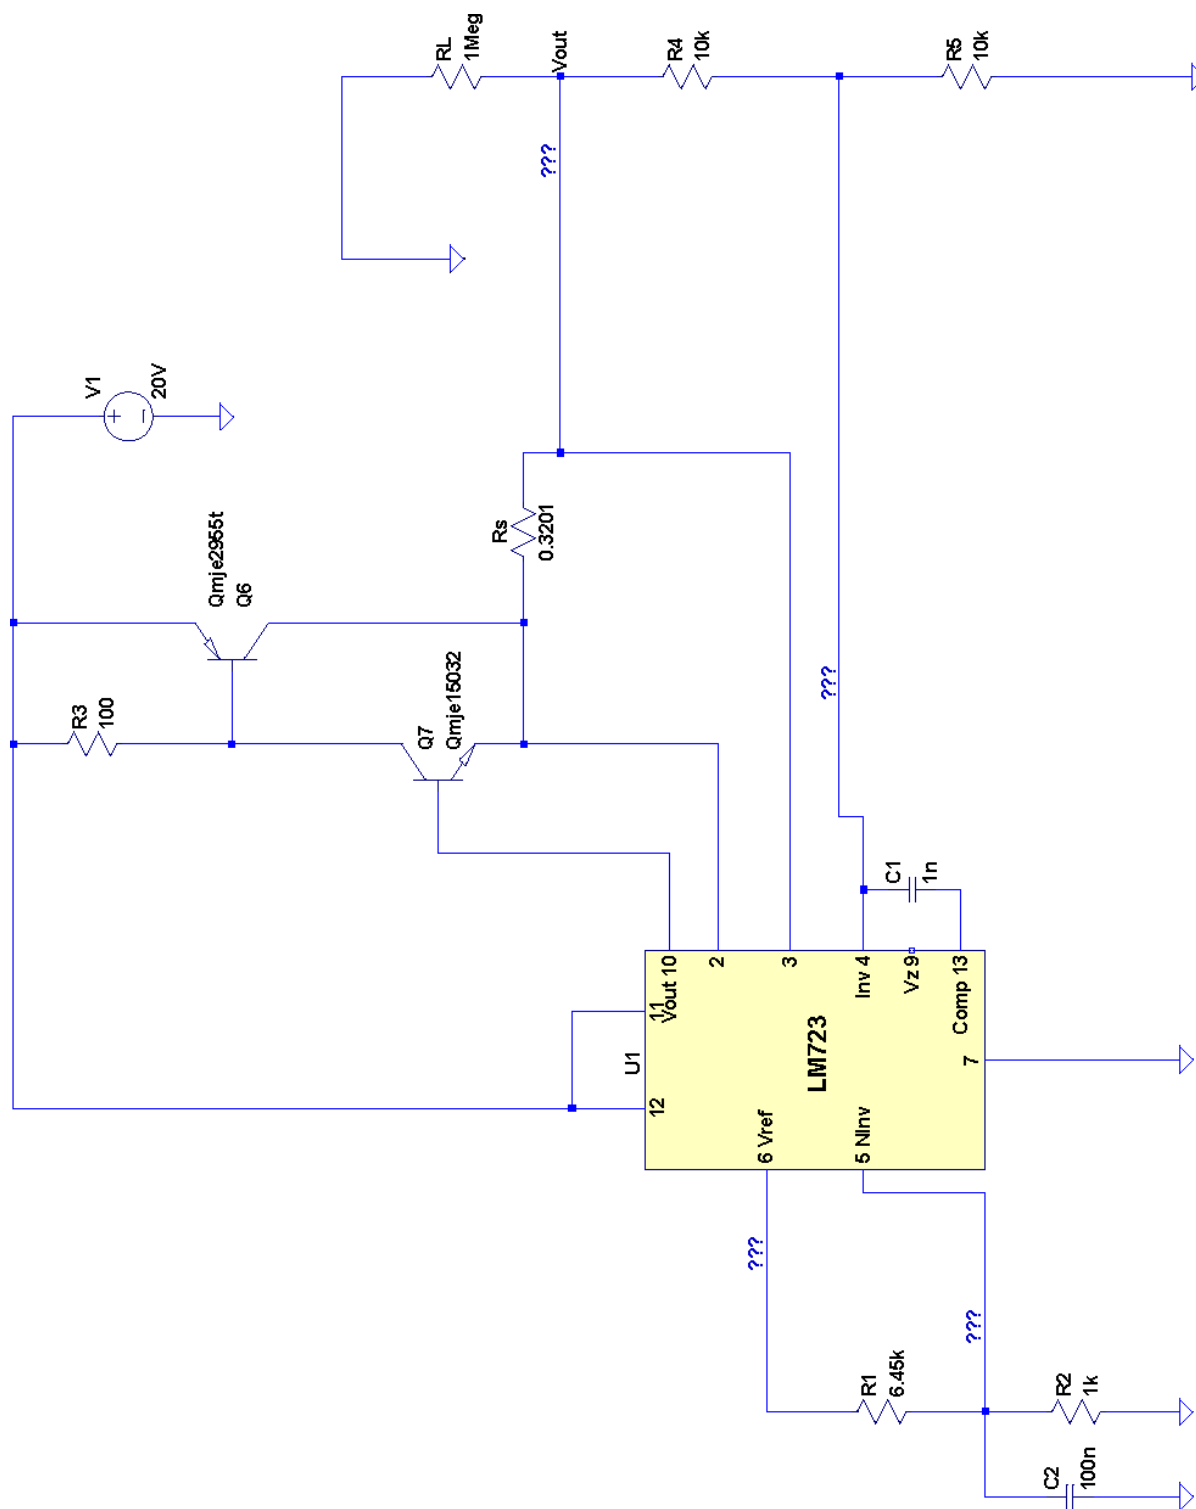 RL
1Meg
Vout
R4
10k
R5
10k
???
V1
20V
Qmje2955t
Q6
Rs
0.3201
R3
100
Q7
Qmje15032
???
C1
1n
U1
LM723
12
11
Vout 10
2
3
Inv 4
Vz 9
Comp 13
7
6 Vref
5 NInv
???
???
R1
6.45k
R2
1k
C2
100n